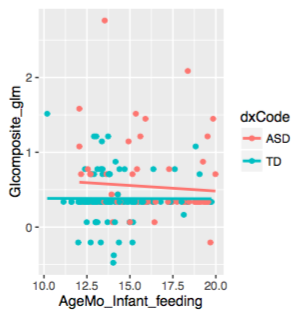 GIcomposite_glm
2
1
0
10.0 12.5 15.0 17.5 20.0
AgeMo_Infant_feeding
dxCode
ASD
TD